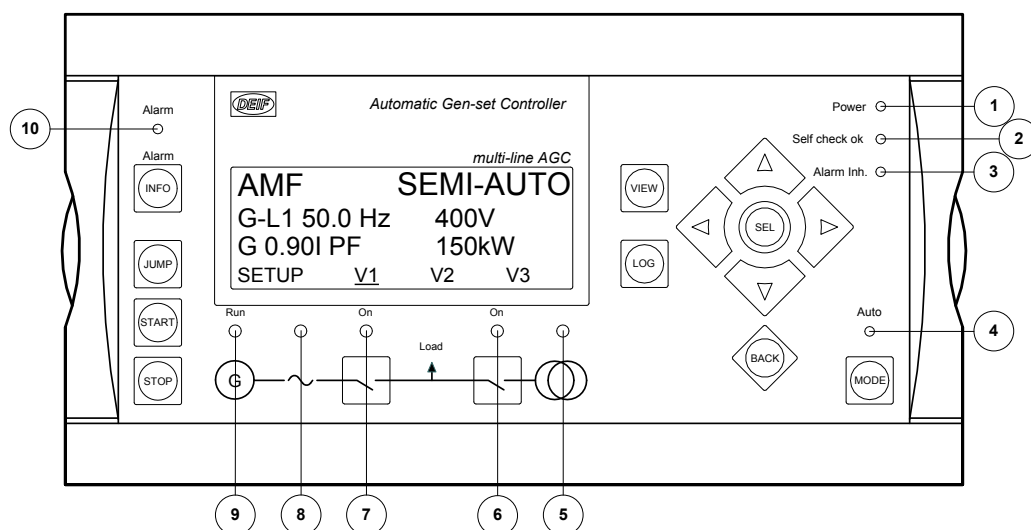 DEIF
Automatic Gen-set Controller
multi-line AGC
AMF SEMI-AUTO
G-L1 50.0 Hz 400V
G 0.90I PF 150kW
SETUP V1 V2 V3
Alarm
10
Alarm
INFO
JUMP
START
STOP
VIEW
LOG
Power
1
Self check ok
2
Alarm Inh.
3
SEL
BACK
Auto
4
MODE
Run
On
Load
On
G
9
8
7
6
5